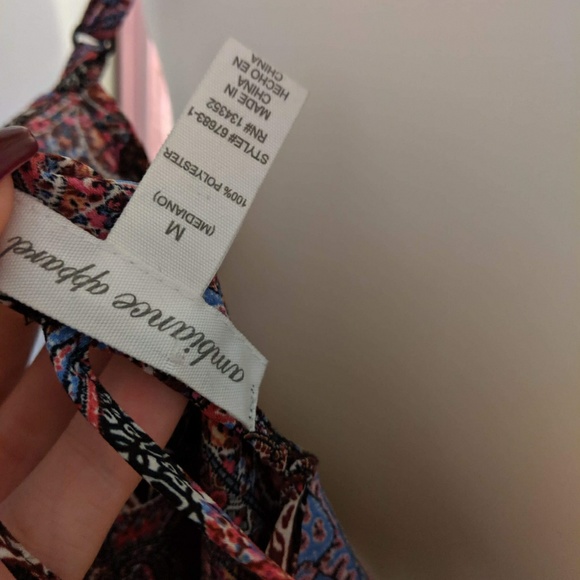 ambiance apparel
M
(MEDIANO)
100% POLYESTER
STYLE# 67683-1
RN# 134352
MADE IN
CHINA
HECHO EN
CHINA